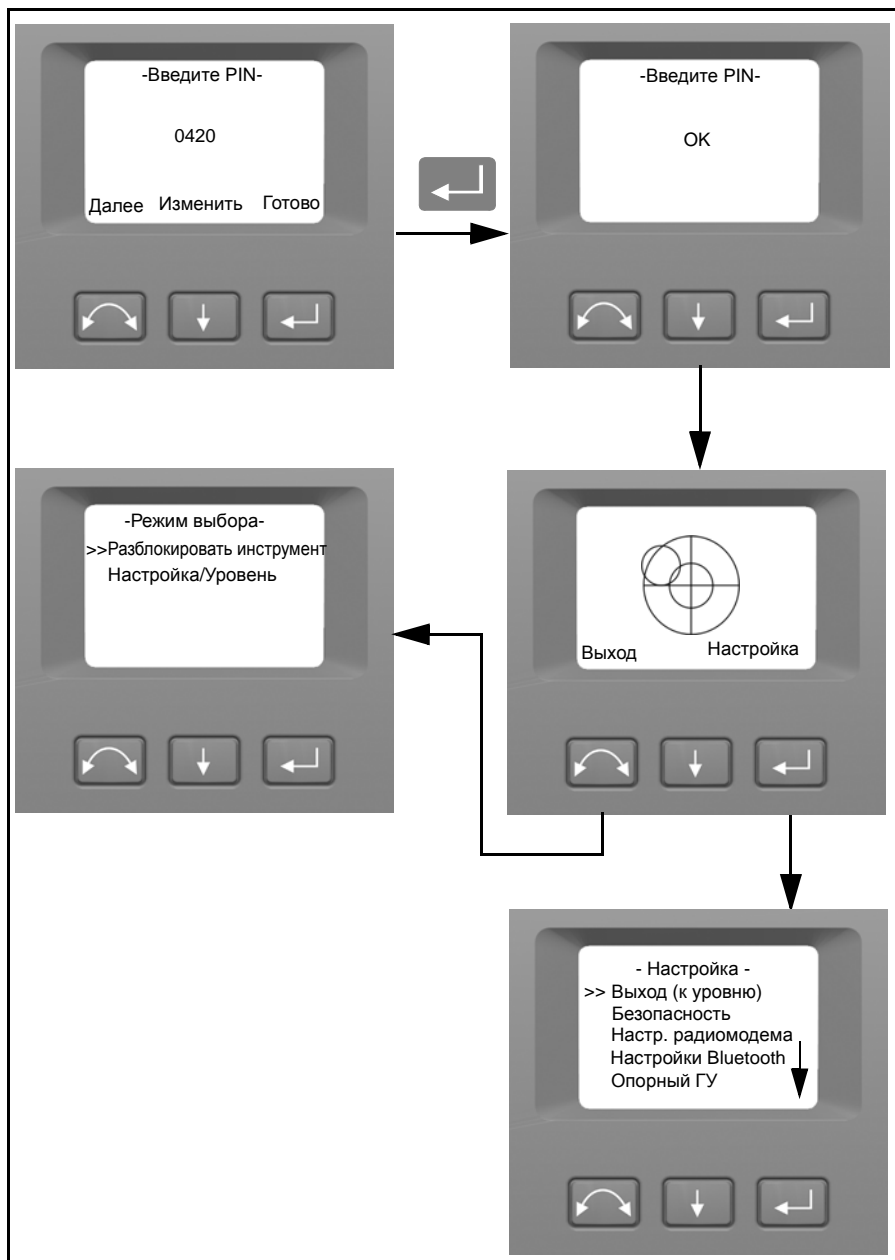 -Введите PIN-
0420
Далее Изменить Готово
-Введите PIN-
OK
-Режим выбора-
>>Разблокировать инструмент
Настройка/Уровень
Выход Настройка
- Настройка -
>> Выход (к уровню)
Безопасность
Настр. радиомодема
Настройки Bluetooth
Опорный ГУ